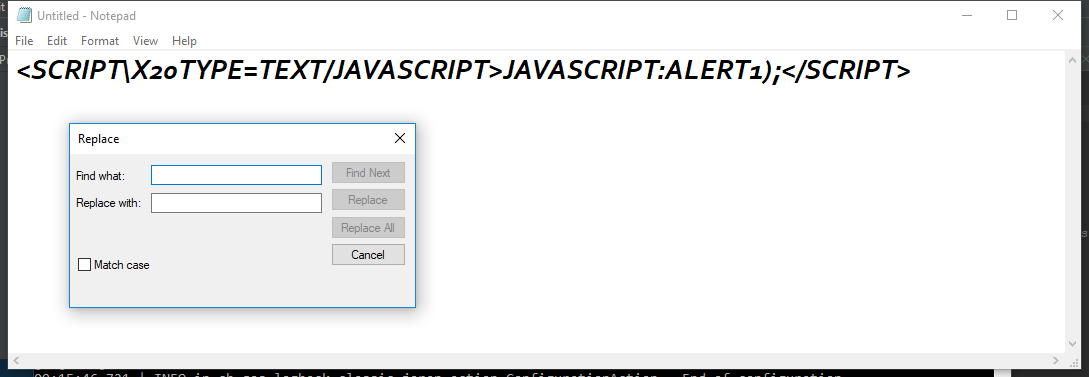 Untitled - Notepad
File Edit Format View Help
<SCRIPT\X20TYPE=TEXT/JAVASCRIPT>JAVASCRIPT:ALERT1);</SCRIPT>
Replace
Find what:
Find Next
Replace with:
Replace
Replace All
Cancel
Match case